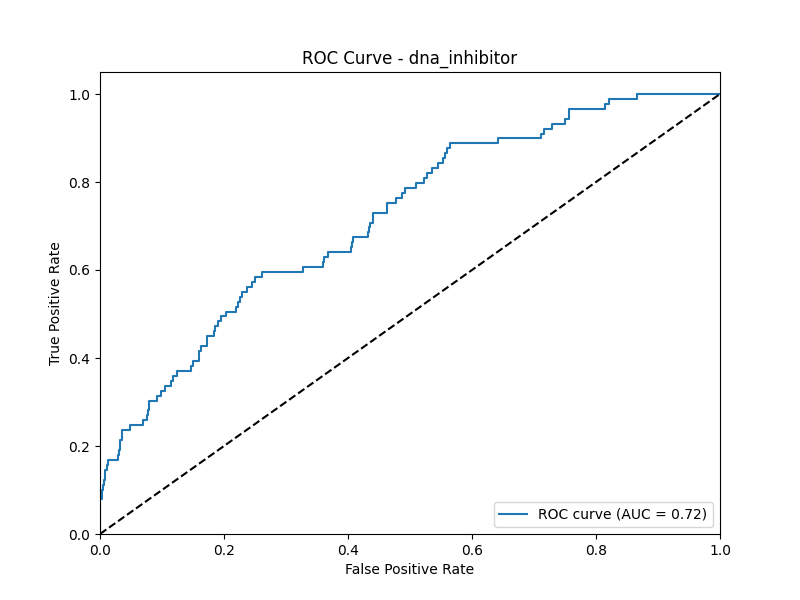 ROC Curve - dna_inhibitor
1.0
0.8
0.6
0.4
0.2
0.0
True Positive Rate
ROC curve (AUC = 0.72)
0.0 0.2 0.4 0.6 0.8 1.0
False Positive Rate